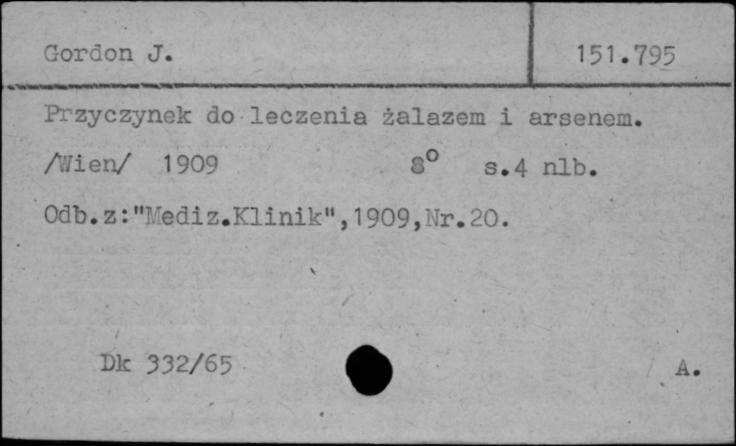 Gordon J. 151.795
Przyczynek do leczenia żalazem i arsenem.
/Wien/ 1909 8° s.4 nlb.
Odb.z:"Mediz.Klinik",1909,Nr.20.
Dk 332/65 A.